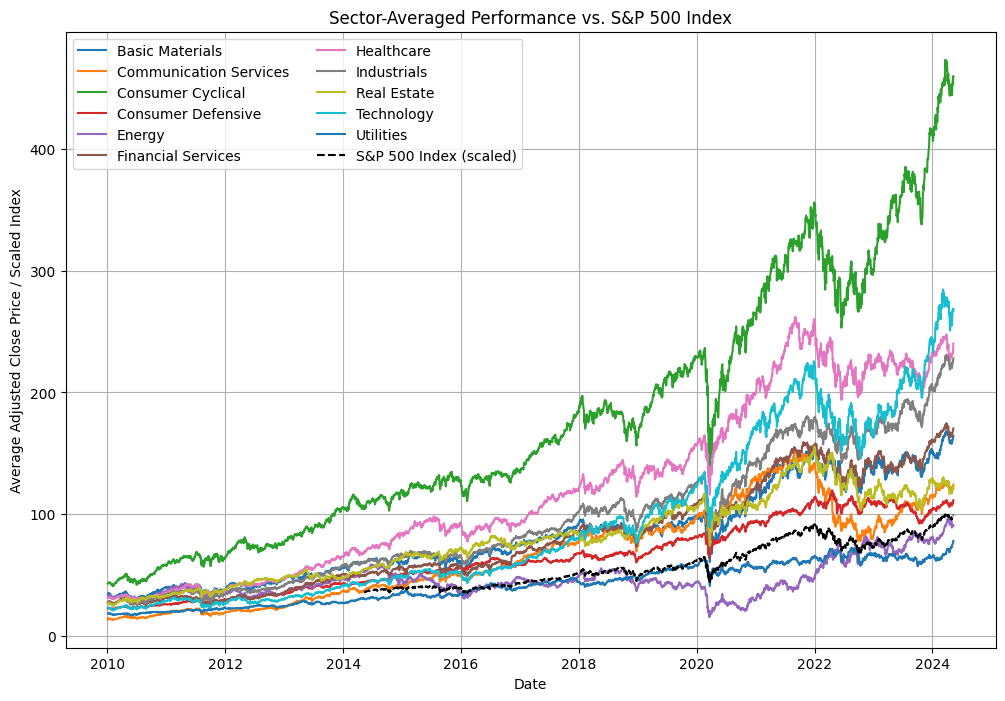 Sector-Averaged Performance vs. S&P 500 Index
Basic Materials
Communication Services
Consumer Cyclical
Consumer Defensive
Energy
Financial Services
Healthcare
Industrials
Real Estate
Technology
Utilities
S&P 500 Index (scaled)
Average Adjusted Close Price / Scaled Index
400
300
200
100
0
2010
2012
2014
2016
2018
2020
2022
2024
Date